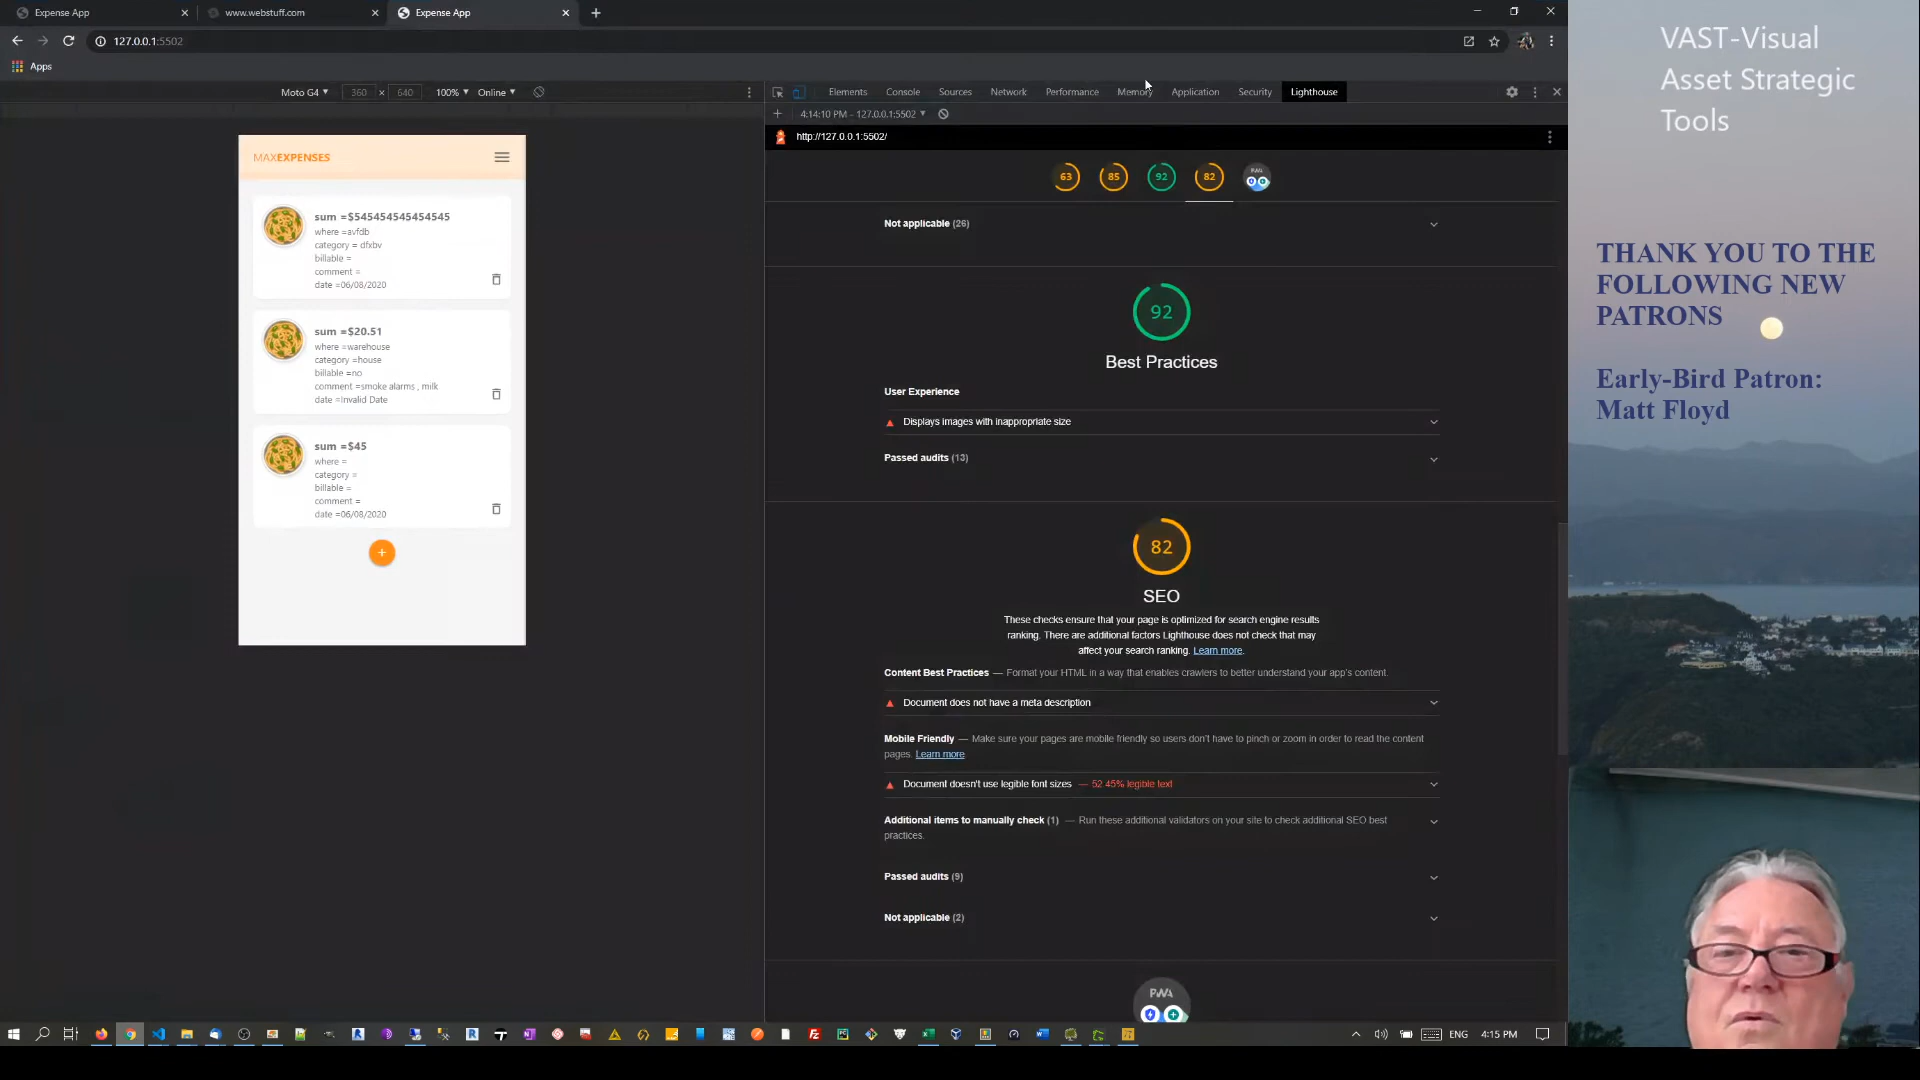 Expense App
www.webstuff.com
Expense App
127.0.0.1:5502
Apps
Moto G4
360
×
640
100%
Online
Elements
Console
Sources
Network
Performance
Memory
Application
Security
Lighthouse
4:14:10 PM - 127.0.0.1:5502
http://127.0.0.1:5502/
63
85
92
82
PWA
MAXEXPENSES
sum =$545454545454545
where =avfdb
category = dfxbv
billable =
comment =
date =06/08/2020
sum =$20.51
where =warehouse
category =house
billable =no
comment =smoke alarms , milk
date =Invalid Date
sum =$45
where =
category =
billable =
comment =
date =06/08/2020
+
Not applicable (26)
92
Best Practices
User Experience
Displays images with inappropriate size
Passed audits (13)
82
SEO
These checks ensure that your page is optimized for search engine results
ranking. There are additional factors Lighthouse does not check that may
affect your search ranking. Learn more.
Content Best Practices — Format your HTML in a way that enables crawlers to better understand your app's content.
Document does not have a meta description
Mobile Friendly — Make sure your pages are mobile friendly so users don't have to pinch or zoom in order to read the content
pages. Learn more.
Document doesn't use legible font sizes — 52.45% legible text
Additional items to manually check (1) — Run these additional validators on your site to check additional SEO best
practices.
Passed audits (9)
Not applicable (2)
PWA
VAST-Visual
Asset Strategic
Tools
THANK YOU TO THE
FOLLOWING NEW
PATRONS
Early-Bird Patron:
Matt Floyd
ENG
4:15 PM